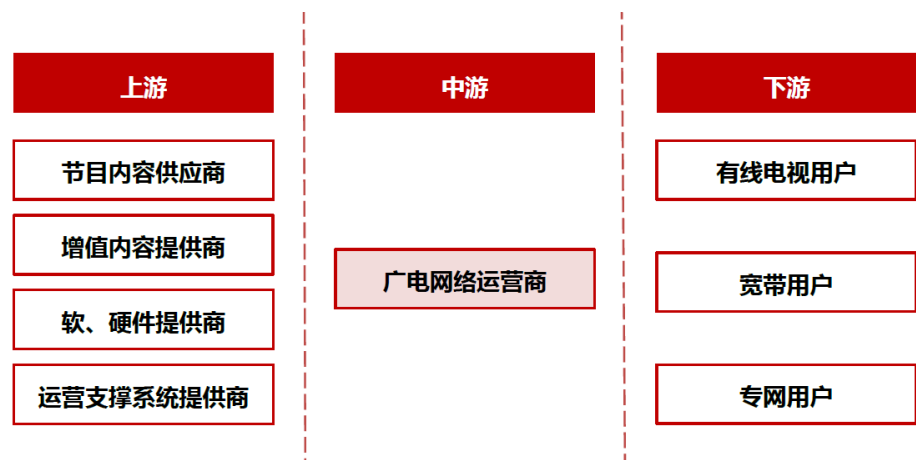 上游
中游
下游
节目内容供应商
增值内容提供商
软、硬件提供商
运营支撑系统提供商
广电网络运营商
有线电视用户
宽带用户
专网用户